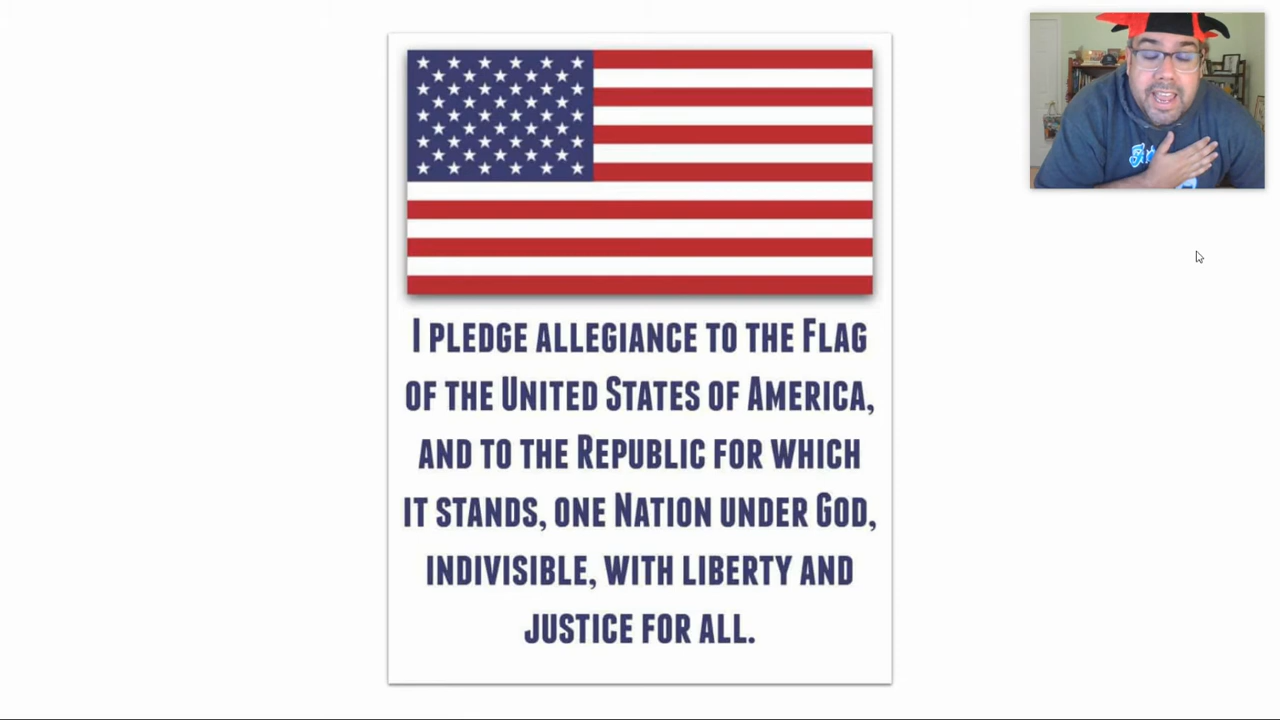 I PLEDGE ALLEGIANCE TO THE FLAG
OF THE UNITED STATES OF AMERICA,
AND TO THE REPUBLIC FOR WHICH
IT STANDS, ONE NATION UNDER GOD,
INDIVISIBLE, WITH LIBERTY AND
JUSTICE FOR ALL.